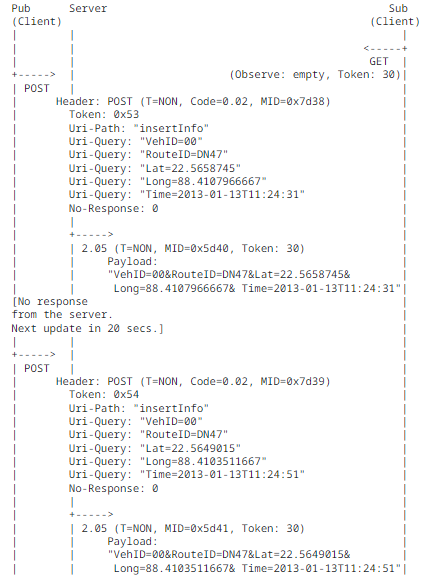 Pub Server Sub
(Client) (Client)
| | |
| | <-----+
| | GET |
+-----> | (Observe: empty, Token: 30)|
| POST | |
| Header: POST (T=NON, Code=0.02, MID=0x7d38) |
| Token: 0x53 |
| Uri-Path: "insertInfo" |
| Uri-Query: "VehID=00" |
| Uri-Query: "RouteID=DN47" |
| Uri-Query: "Lat=22.5658745" |
| Uri-Query: "Long=88.4107966667" |
| Uri-Query: "Time=2013-01-13T11:24:31" |
| No-Response: 0 |
| | |
| +-----> |
| | 2.05 (T=NON, MID=0x5d40, Token: 30) |
| | Payload: |
| | "VehID=00&RouteID=DN47&Lat=22.5658745& |
| | Long=88.4107966667& Time=2013-01-13T11:24:31"|
[No response |
from the server. |
Next update in 20 secs.] |
| | |
+-----> | |
| POST | |
| Header: POST (T=NON, Code=0.02, MID=0x7d39) |
| Token: 0x54 |
| Uri-Path: "insertInfo" |
| Uri-Query: "VehID=00" |
| Uri-Query: "RouteID=DN47" |
| Uri-Query: "Lat=22.5649015" |
| Uri-Query: "Long=88.4103511667" |
| Uri-Query: "Time=2013-01-13T11:24:51" |
| No-Response: 0 |
| | |
| +-----> |
| | 2.05 (T=NON, MID=0x5d41, Token: 30) |
| | Payload: |
| | "VehID=00&RouteID=DN47&Lat=22.5649015& |
| | Long=88.4103511667& Time=2013-01-13T11:24:51"|